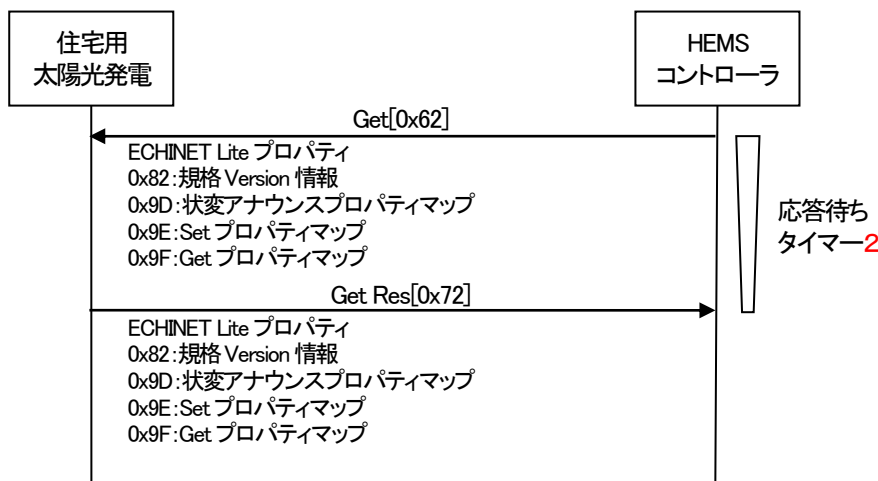 住宅用
太陽光発電
HEMS
コントローラ
Get[0x62]
ECHINET Lite プロパティ
0x82:規格 Version 情報
0x9D:状変アナウンスプロパティマップ
0x9E:Set プロパティマップ
0x9F:Get プロパティマップ
応答待ち
タイマー2
Get Res[0x72]
ECHINET Lite プロパティ
0x82:規格 Version 情報
0x9D:状変アナウンスプロパティマップ
0x9E:Set プロパティマップ
0x9F:Get プロパティマップ